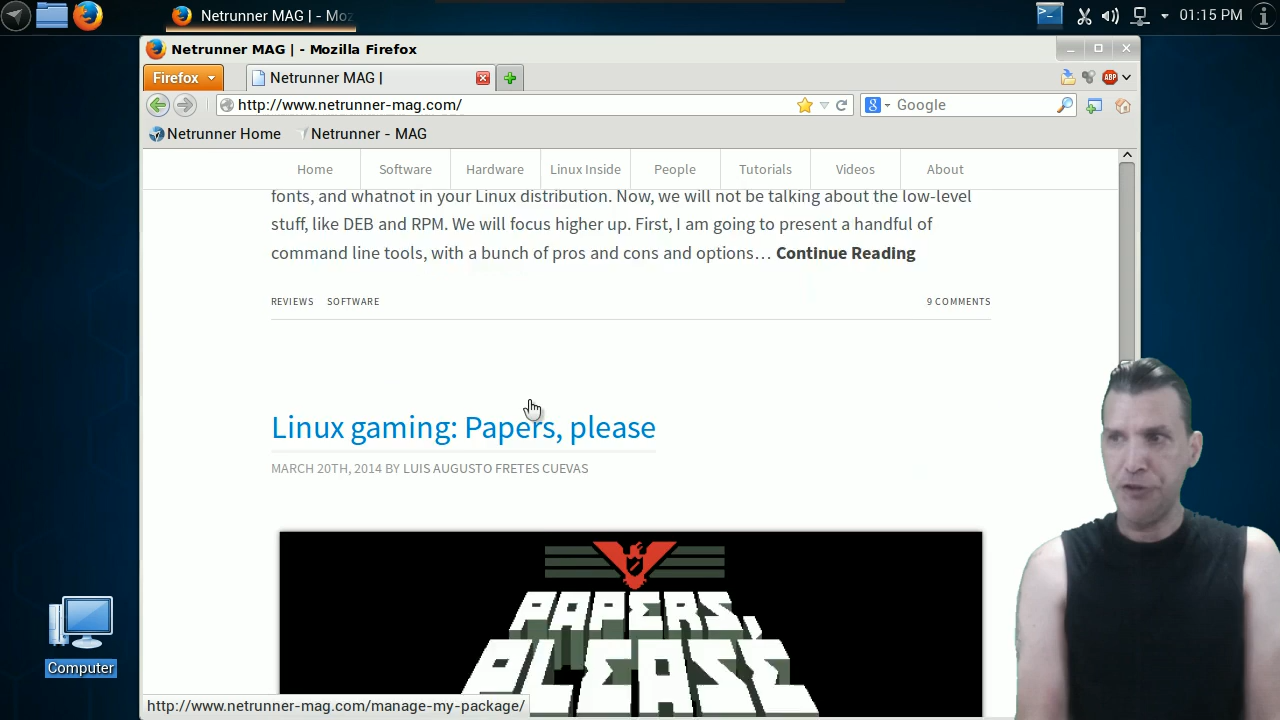 Netrunner MAG | - Moz
01:15 PM
Netrunner MAG | - Mozilla Firefox
Firefox
Netrunner MAG |
ABP
http://www.netrunner-mag.com/
8
Google
Netrunner Home
Netrunner - MAG
Home
Software
Hardware
Linux Inside
People
Tutorials
Videos
About
fonts, and whatnot in your Linux distribution. Now, we will not be talking about the low-level
stuff, like DEB and RPM. We will focus higher up. First, I am going to present a handful of
command line tools, with a bunch of pros and cons and options… Continue Reading
REVIEWS SOFTWARE
9 COMMENTS
Linux gaming: Papers, please
MARCH 20TH, 2014 BY LUIS AUGUSTO FRETES CUEVAS
PAPERS,
PLEASE
Computer
http://www.netrunner-mag.com/manage-my-package/